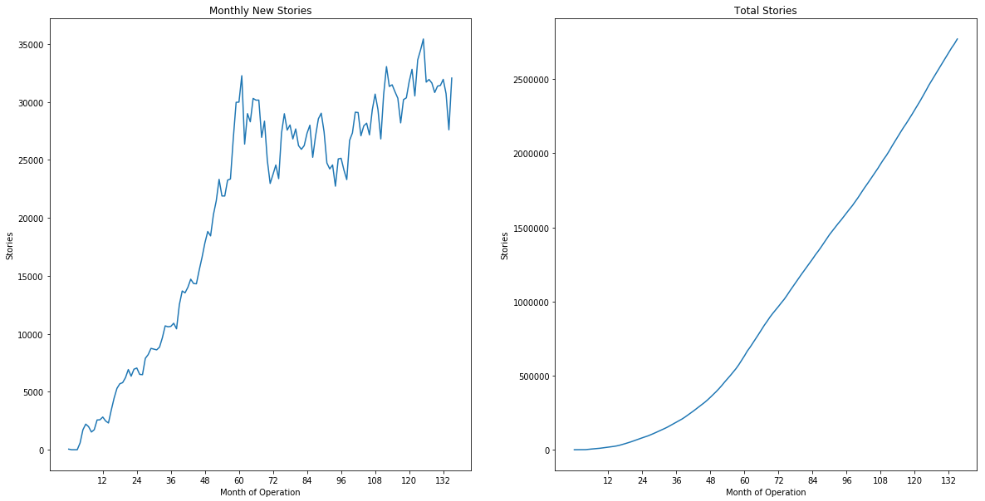 Monthly New Stories
35000
30000
25000
20000
15000
10000
5000
0
Stories
12 24 36 48 60 72 84 96 108 120 132
Month of Operation
Total Stories
2500000
2000000
1500000
1000000
500000
0
Stories
12 24 36 48 60 72 84 96 108 120 132
Month of Operation